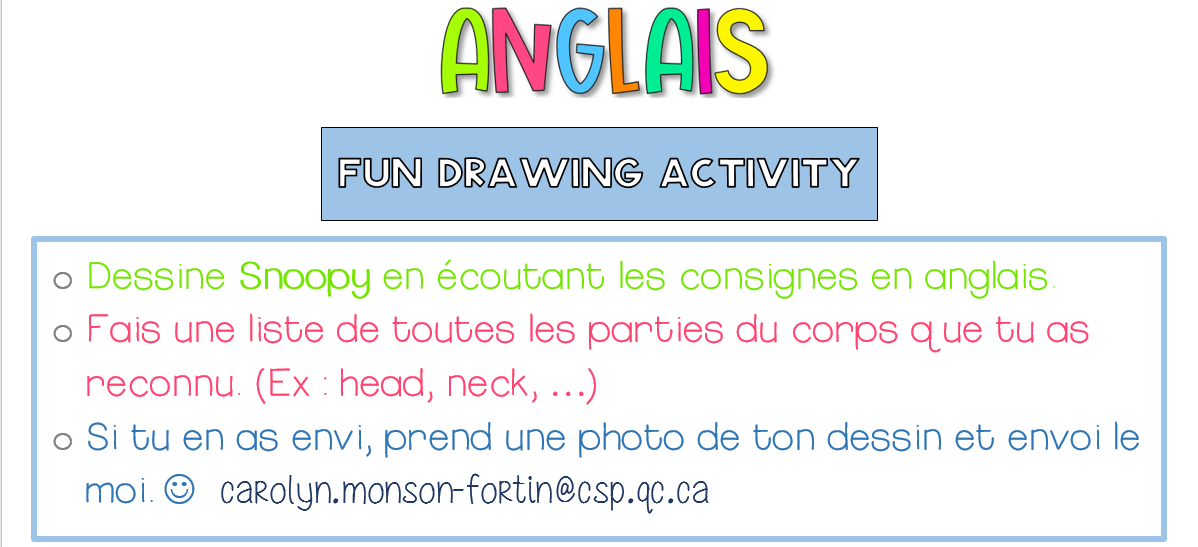 ANGLAIS
FUN DRAWING ACTIVITY
o Dessine Snoopy en écoutant les consignes en anglais.
o Fais une liste de toutes les parties du corps que tu as
reconnu. (Ex : head, neck, ...)
o Si tu en as envi, prend une photo de ton dessin et envoi le
moi. ☺ carolyn.monson-fortin@csp.qc.ca